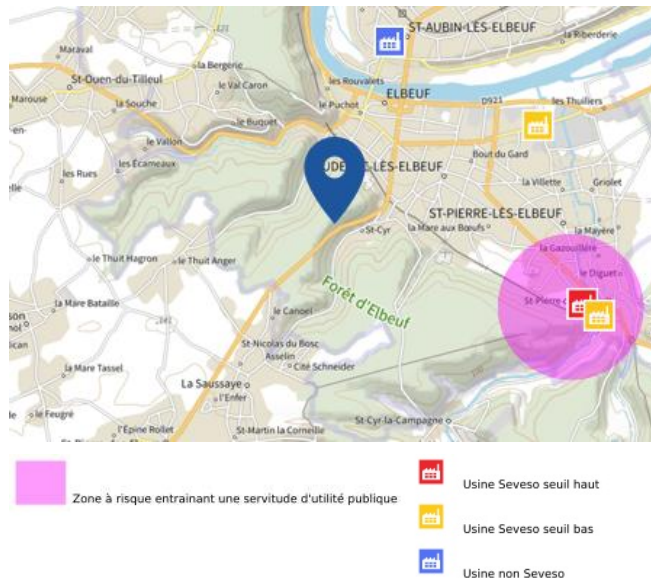 ST-AUBIN-LÈS-ELBEUF
la Riberderie
Maraval
la Bergerie
St-Ouen-du-Tilleul
le Val Caron
les Rouvalets
ELBEUF
Marouse
la Souche
le Puchot
D921
les Thuiliers
le Buquet
le Vallon
Bout du Gard
les Écameaux
LÈS-ELBEUF
les Rues
la Villette
Griolet
ST-PIERRE-LÈS-ELBEUF
St-Cyr
la Mare aux Bœufs
la Mayère
la Gazouillère
le Thuit Hagron
le Thuit Anger
le Diguet
Forêt d'Elbeuf
la Mare Bataille
St-Pierre
le Canoel
St-Nicolas du Bosc
Asselin
la Mare Tassel
Cité Schneider
La Saussaye
l'Enfer
le Feugré
l'Épine Rollet
St-Martin la Corneille
St-Cyr-la-Campagne
Zone à risque entrainant une servitude d'utilité publique
Usine Seveso seuil haut
Usine Seveso seuil bas
Usine non Seveso